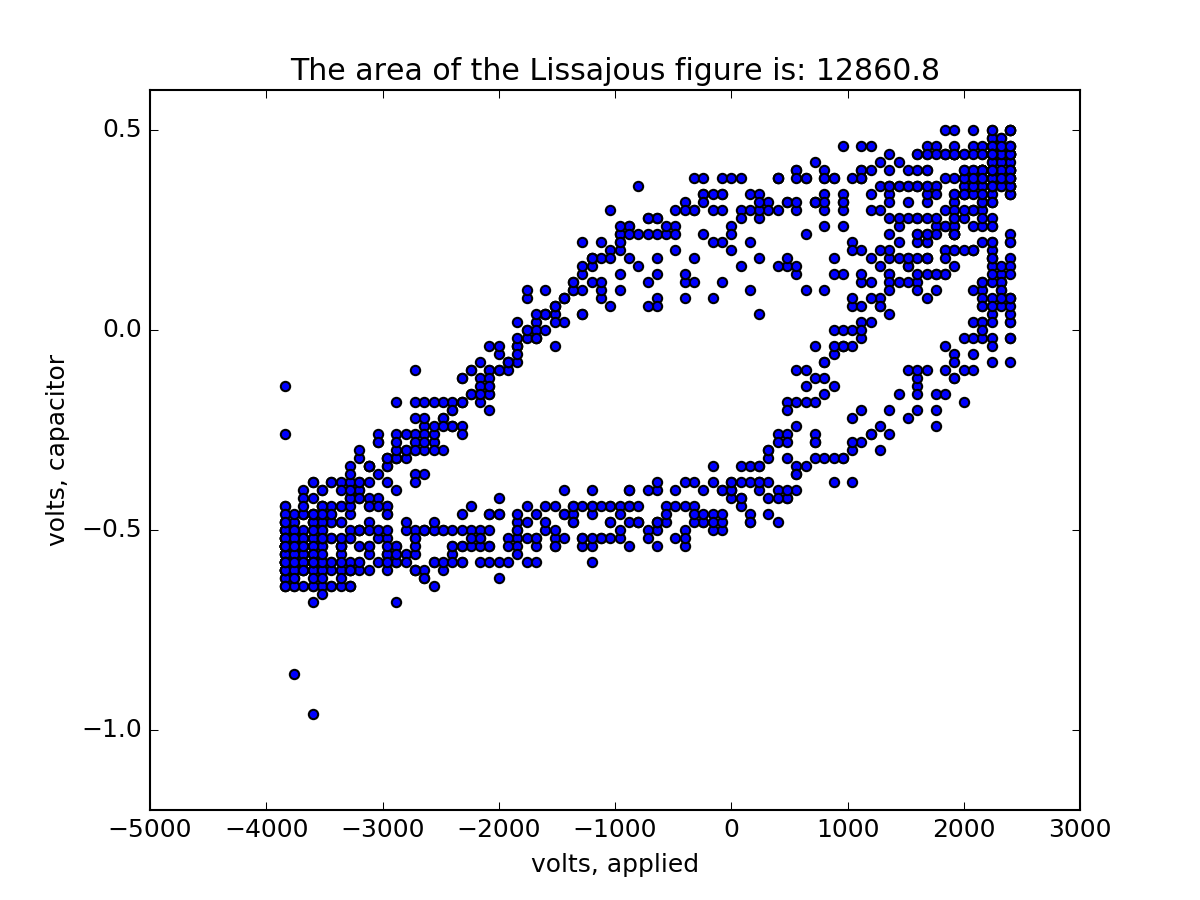 The area of the Lissajous figure is: 12860.8
0.5
0.0
−0.5
−1.0
volts, capacitor
−5000 −4000 −3000 −2000 −1000 0 1000 2000 3000
volts, applied